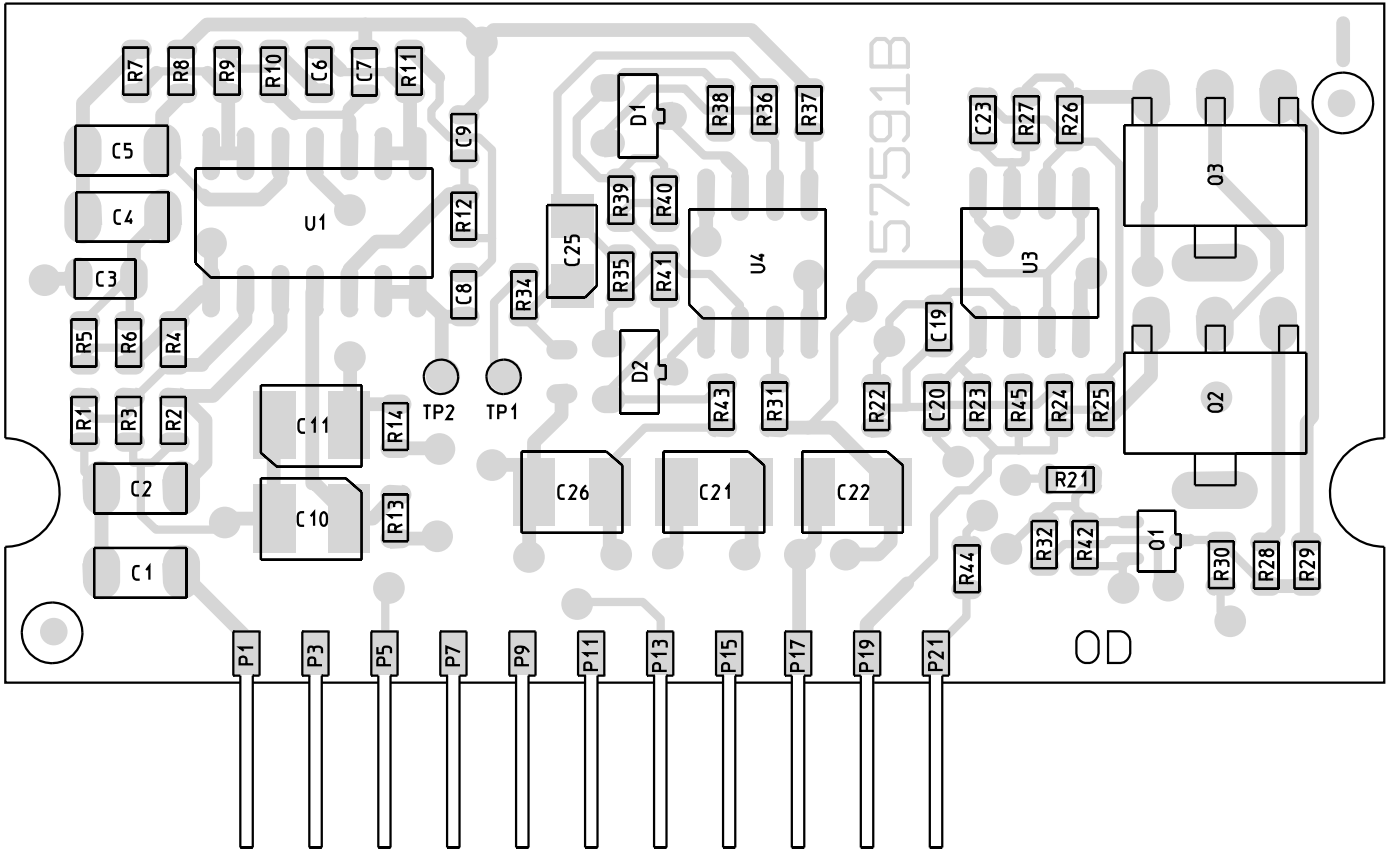 R7 R8 R9 R10 C6 C7 R11
C5
C9
D1
R38 R36 R37
C23 R27 R26
57591B
O3
C4
U1
R12
R39 R40
C3
C8
R34
C25
R35 R41
U4
U3
C19
R5 R6 R4
TP2 TP1
D2
R1 R3 R2
C11
R14
R43 R31
R22 C20 R23 R45 R24 R25
O2
C2
C10
R13
C26
C21
C22
R21
R32 R42
O1
C1
R44
R30 R28 R29
OD
P1 P3 P5 P7 P9 P11 P13 P15 P17 P19 P21